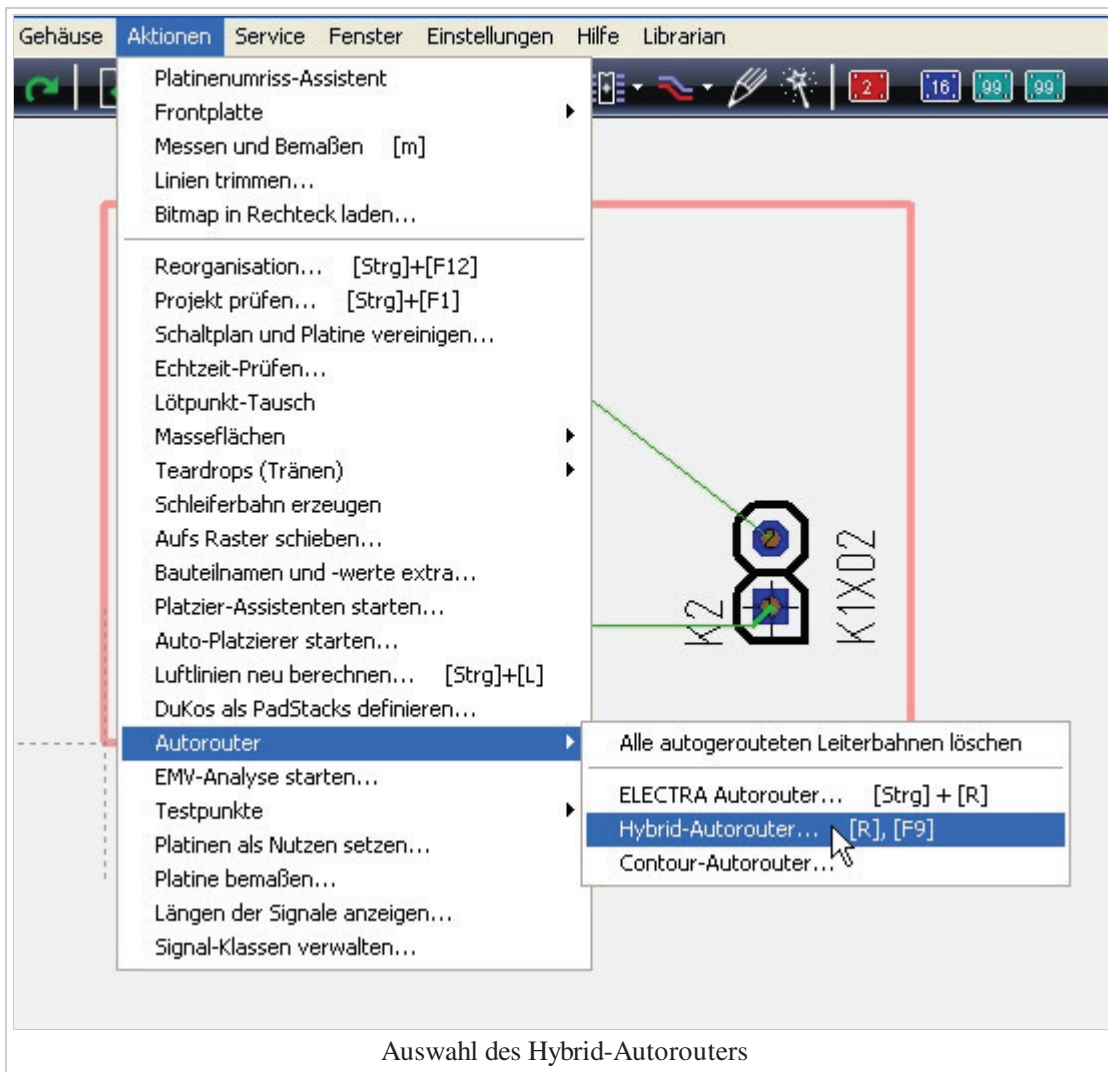 Gehäuse Aktionen Service Fenster Einstellungen Hilfe Librarian
2 16 99 99
Platinenumriss-Assistent
Frontplatte
Messen und Bemaßen [m]
Linien trimmen...
Bitmap in Rechteck laden...
Reorganisation... [Strg]+[F12]
Projekt prüfen... [Strg]+[F1]
Schaltplan und Platine vereinigen...
Echtzeit-Prüfen...
Lötpunkt-Tausch
Masseflächen
Teardrops (Tränen)
Schleiferbahn erzeugen
Aufs Raster schieben...
Bauteilnamen und -werte extra...
Platzier-Assistenten starten...
Auto-Platzierer starten...
Luftlinien neu berechnen... [Strg]+[L]
DuKos als PadStacks definieren...
Autorouter
EMV-Analyse starten...
Testpunkte
Platinen als Nutzen setzen...
Platine bemaßen...
Längen der Signale anzeigen...
Signal-Klassen verwalten...
Alle autogerouteten Leiterbahnen löschen
ELECTRA Autorouter... [Strg] + [R]
Hybrid-Autorouter... [R], [F9]
Contour-Autorouter...
2
K2
K1X02
Auswahl des Hybrid-Autorouters